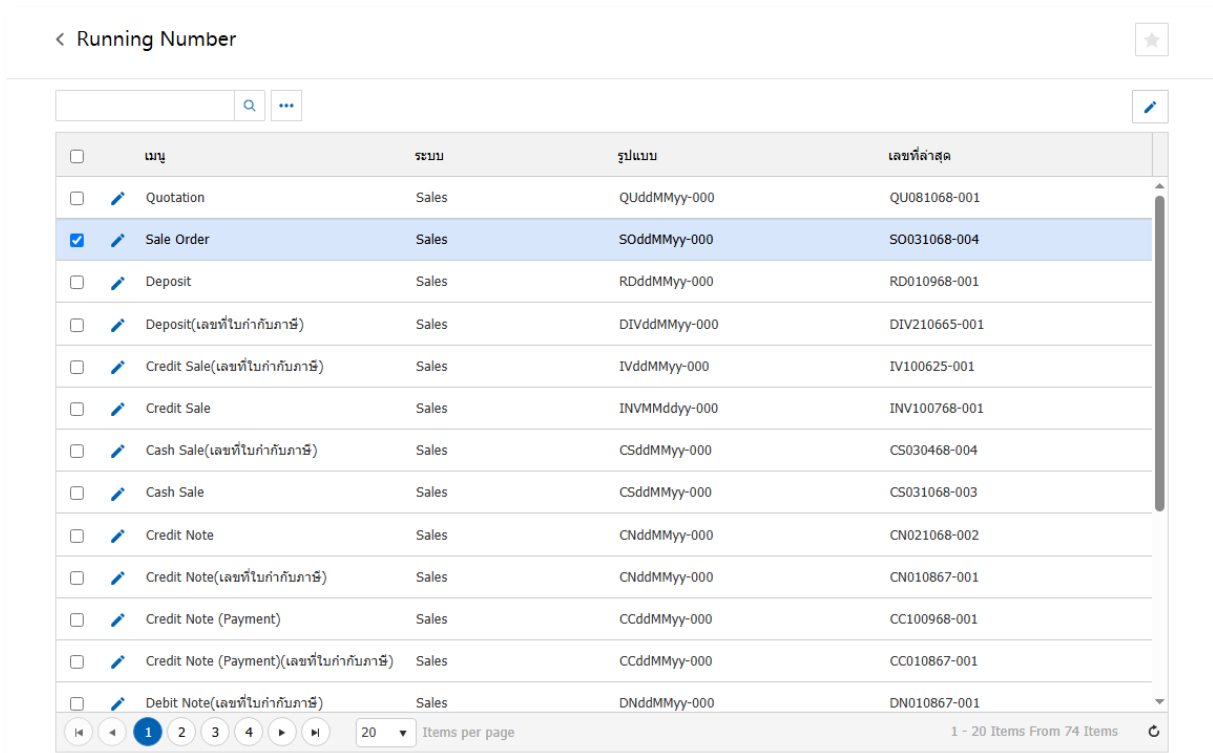 Running Number
เมนู ระบบ รูปแบบ เลขที่ล่าสุด
Quotation Sales QUddMMyy-000 QU081068-001
Sale Order Sales SOddMMyy-000 SO031068-004
Deposit Sales RDddMMyy-000 RD010968-001
Deposit(เลขที่ใบกำกับภาษี) Sales DIVddMMyy-000 DIV210665-001
Credit Sale(เลขที่ใบกำกับภาษี) Sales IVddMMyy-000 IV100625-001
Credit Sale Sales INVMMddyy-000 INV100768-001
Cash Sale(เลขที่ใบกำกับภาษี) Sales CSddMMyy-000 CS030468-004
Cash Sale Sales CSddMMyy-000 CS031068-003
Credit Note Sales CNddMMyy-000 CN021068-002
Credit Note(เลขที่ใบกำกับภาษี) Sales CNddMMyy-000 CN010867-001
Credit Note (Payment) Sales CCddMMyy-000 CC100968-001
Credit Note (Payment)(เลขที่ใบกำกับภาษี) Sales CCddMMyy-000 CC010867-001
Debit Note(เลขที่ใบกำกับภาษี) Sales DNddMMyy-000 DN010867-001
1 2 3 4 20 Items per page 1 - 20 Items From 74 Items